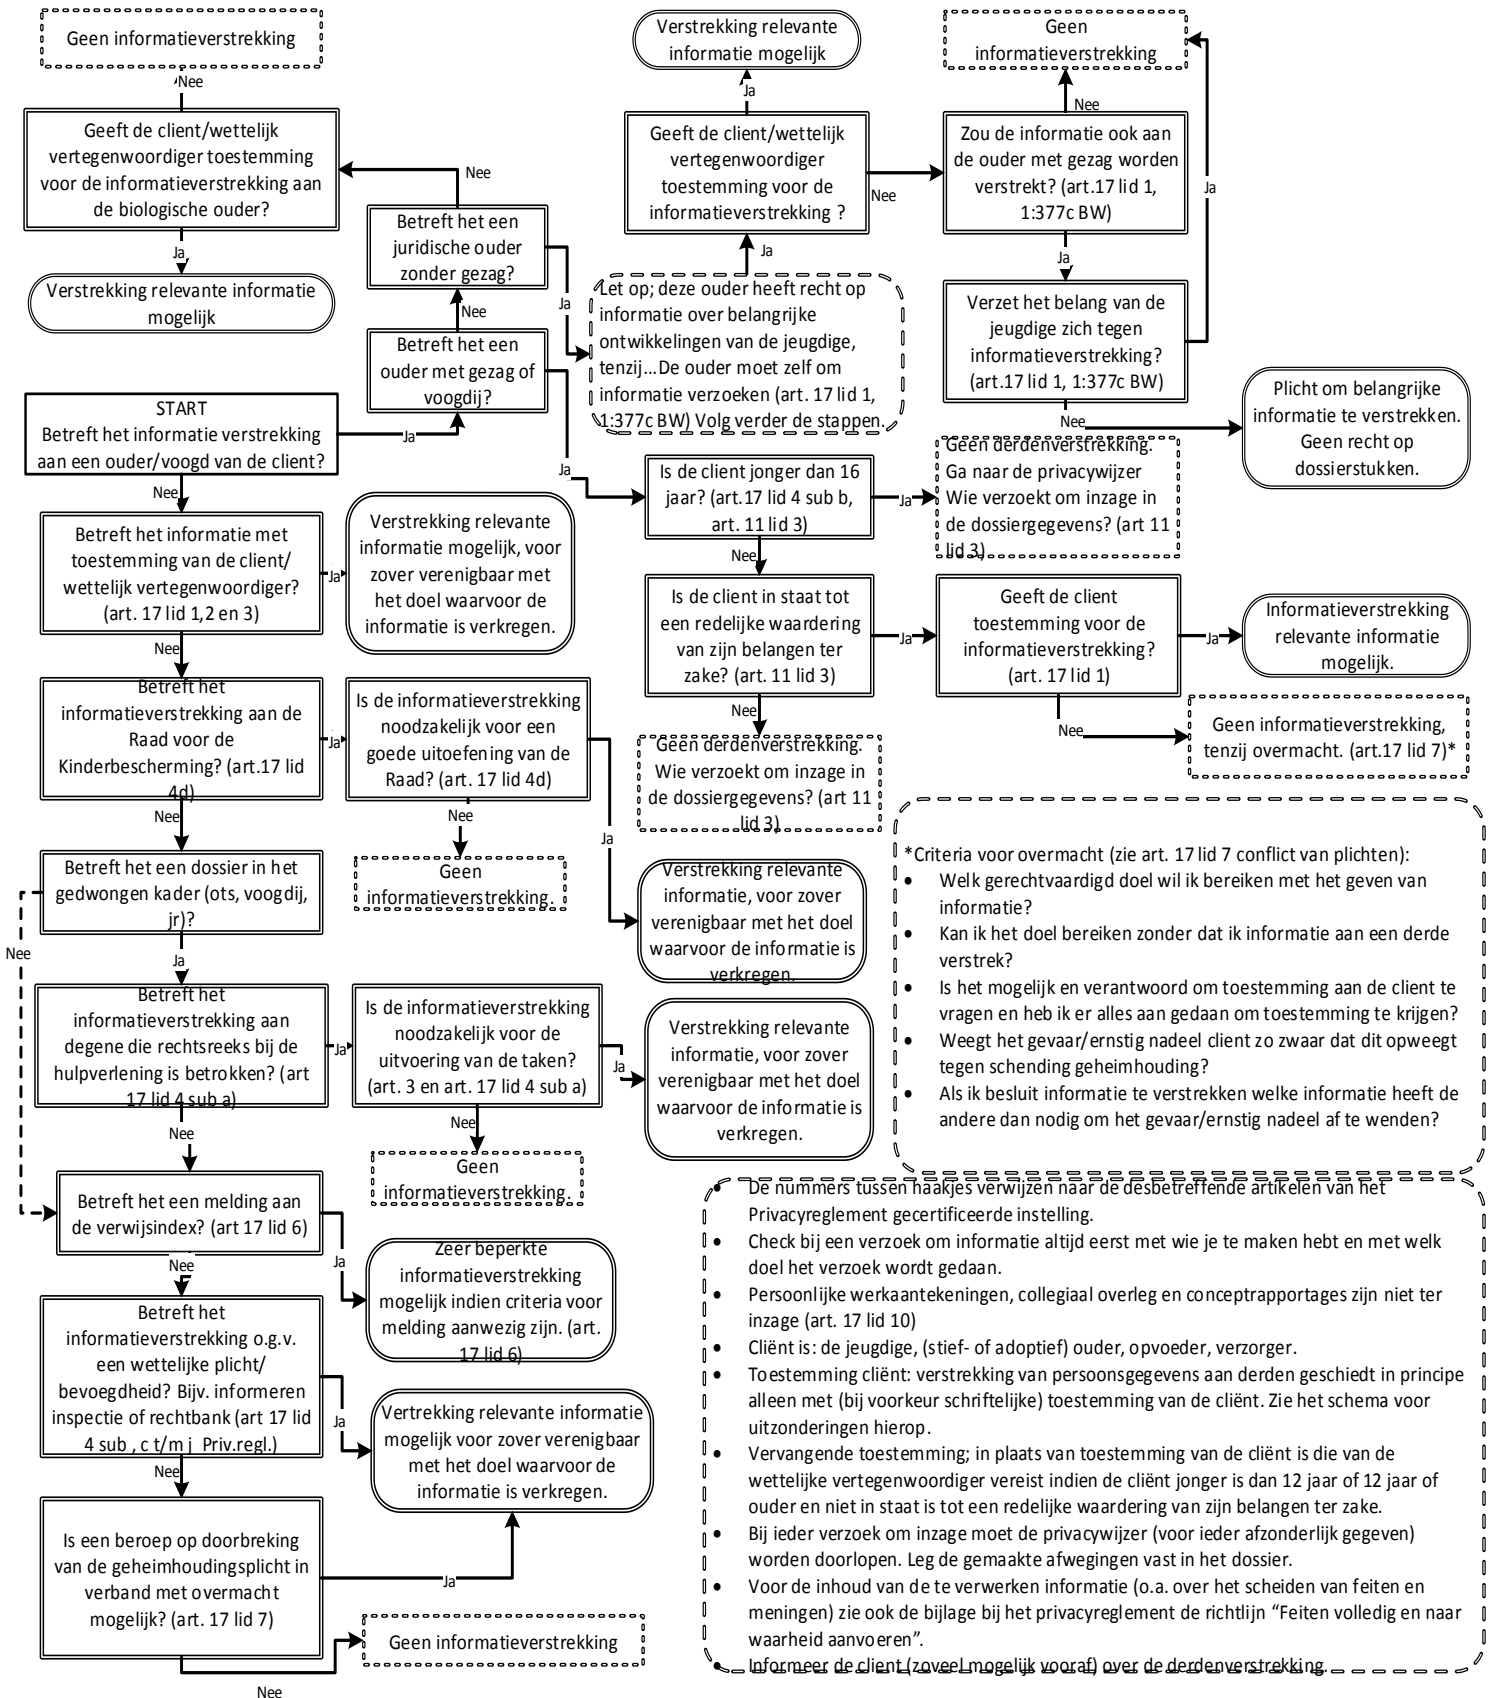 Geen informatieverstrekking
Nee
Geeft de client/wettelijk
vertegenwoordiger toestemming
voor de informatieverstrekking aan
de biologische ouder?
Ja
Verstrekking relevante informatie
mogelijk
Nee
Betreft het een
juridische ouder
zonder gezag?
Ja
Nee
Betreft het een
ouder met gezag of
voogdij?
Ja
START
Betreft het informatie verstrekking
aan een ouder/voogd van de client?
Ja
Nee
Verstrekking relevante
informatie mogelijk
Ja
Geeft de client/wettelijk
vertegenwoordiger
toestemming voor de
informatieverstrekking ?
Nee
Ja
Let op; deze ouder heeft recht op
informatie over belangrijke
ontwikkelingen van de jeugdige,
tenzij...De ouder moet zelf om
informatie verzoeken (art. 17 lid 1,
1:377c BW) Volg verder de stappen.
Geen
informatieverstrekking
Nee
Zou de informatie ook aan
de ouder met gezag worden
verstrekt? (art.17 lid 1,
1:377c BW)
Ja
Ja
Verzet het belang van de
jeugdige zich tegen
informatieverstrekking?
(art.17 lid 1, 1:377c BW)
Nee
Plicht om belangrijke
informatie te verstrekken.
Geen recht op
dossierstukken.
Is de client jonger dan 16
jaar? (art.17 lid 4 sub b,
art. 11 lid 3)
Ja
Geen derdenverstrekking.
Ga naar de privacywijzer
Wie verzoekt om inzage in
de dossiergegevens? (art 11
lid 3)
Nee
Is de client in staat tot
een redelijke waardering
van zijn belangen ter
zake? (art. 11 lid 3)
Ja
Geeft de client
toestemming voor de
informatieverstrekking?
(art. 17 lid 1)
Ja
Informatieverstrekking
relevante informatie
mogelijk.
Nee
Geen informatieverstrekking,
tenzij overmacht. (art.17 lid 7)*
Nee
Geen derdenverstrekking.
Wie verzoekt om inzage in
de dossiergegevens? (art 11
lid 3)
Betreft het informatie met
toestemming van de client/
wettelijk vertegenwoordiger?
(art. 17 lid 1,2 en 3)
Ja
Verstrekking relevante
informatie mogelijk, voor
zover verenigbaar met
het doel waarvoor de
informatie is verkregen.
Nee
Betreft het
informatieverstrekking aan de
Raad voor de
Kinderbescherming? (art.17 lid
4d)
Ja
Is de informatieverstrekking
noodzakelijk voor een
goede uitoefening van de
Raad? (art. 17 lid 4d)
Ja
Nee
Geen
informatieverstrekking.
Verstrekking relevante
informatie, voor zover
verenigbaar met het doel
waarvoor de informatie is
verkregen.
Nee
Betreft het een dossier in het
gedwongen kader (ots, voogdij,
jr)?
Nee
Ja
Betreft het
informatieverstrekking aan
degene die rechtsreeks bij de
hulpverlening is betrokken? (art
17 lid 4 sub a)
Ja
Is de informatieverstrekking
noodzakelijk voor de
uitvoering van de taken?
(art. 3 en art. 17 lid 4 sub a)
Ja
Verstrekking relevante
informatie, voor zover
verenigbaar met het doel
waarvoor de informatie is
verkregen.
Nee
Geen
informatieverstrekking.
Nee
Betreft het een melding aan
de verwijsindex? (art 17 lid 6)
Ja
Zeer beperkte
informatieverstrekking
mogelijk indien criteria voor
melding aanwezig zijn. (art.
17 lid 6)
Nee
Betreft het
informatieverstrekking o.g.v.
een wettelijke plicht/
bevoegdheid? Bijv. informeren
inspectie of rechtbank (art 17 lid
4 sub , c t/m j Priv.regl.)
Ja
Vertrekking relevante informatie
mogelijk voor zover verenigbaar
met het doel waarvoor de
informatie is verkregen.
Nee
Is een beroep op doorbreking
van de geheimhoudingsplicht in
verband met overmacht
mogelijk? (art. 17 lid 7)
Ja
Geen informatieverstrekking
Nee
*Criteria voor overmacht (zie art. 17 lid 7 conflict van plichten):
• Welk gerechtvaardigd doel wil ik bereiken met het geven van
informatie?
• Kan ik het doel bereiken zonder dat ik informatie aan een derde
verstrek?
• Is het mogelijk en verantwoord om toestemming aan de client te
vragen en heb ik er alles aan gedaan om toestemming te krijgen?
• Weegt het gevaar/ernstig nadeel client zo zwaar dat dit opweegt
tegen schending geheimhouding?
• Als ik besluit informatie te verstrekken welke informatie heeft de
andere dan nodig om het gevaar/ernstig nadeel af te wenden?
• De nummers tussen haakjes verwijzen naar de desbetreffende artikelen van het
Privacyreglement gecertificeerde instelling.
• Check bij een verzoek om informatie altijd eerst met wie je te maken hebt en met welk
doel het verzoek wordt gedaan.
• Persoonlijke werkaantekeningen, collegiaal overleg en conceptrapportages zijn niet ter
inzage (art. 17 lid 10)
• Cliënt is: de jeugdige, (stief- of adoptief) ouder, opvoeder, verzorger.
• Toestemming cliënt: verstrekking van persoonsgegevens aan derden geschiedt in principe
alleen met (bij voorkeur schriftelijke) toestemming van de cliënt. Zie het schema voor
uitzonderingen hierop.
• Vervangende toestemming; in plaats van toestemming van de cliënt is die van de
wettelijke vertegenwoordiger vereist indien de cliënt jonger is dan 12 jaar of 12 jaar of
ouder en niet in staat is tot een redelijke waardering van zijn belangen ter zake.
• Bij ieder verzoek om inzage moet de privacywijzer (voor ieder afzonderlijk gegeven)
worden doorlopen. Leg de gemaakte afwegingen vast in het dossier.
• Voor de inhoud van de te verwerken informatie (o.a. over het scheiden van feiten en
meningen) zie ook de bijlage bij het privacyreglement de richtlijn “Feiten volledig en naar
waarheid aanvoeren”.
• Informeer de client (zoveel mogelijk vooraf) over de derdenverstrekking.